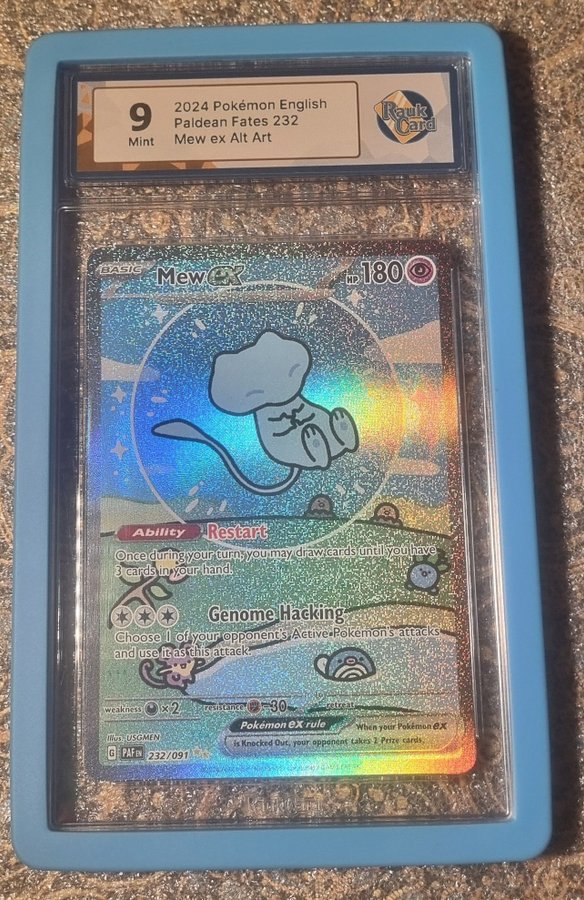 9
Mint
2024 Pokémon English
Paldean Fates 232
Mew ex Alt Art
Rauk
Card
BASIC Mew ex HP 180
Ability Restart
Once during your turn, you may draw cards until you have
3 cards in your hand.
Genome Hacking
Choose 1 of your opponent's Active Pokémon's attacks
and use it as this attack.
weakness ×2 resistance -30 retreat
Illus. USGMEN
Pokémon ex rule When your Pokémon ex
is Knocked Out, your opponent takes 2 Prize cards.
G PAF EN 232/091